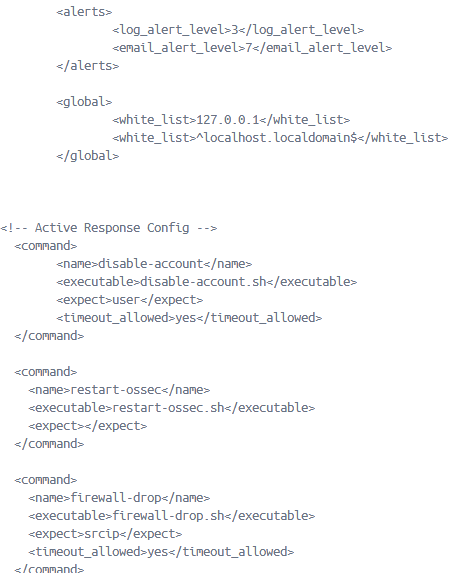 <alerts>
<log_alert_level>3</log_alert_level>
<email_alert_level>7</email_alert_level>
</alerts>
<global>
<white_list>127.0.0.1</white_list>
<white_list>^localhost.localdomain$</white_list>
</global>
<!-- Active Response Config -->
<command>
<name>disable-account</name>
<executable>disable-account.sh</executable>
<expect>user</expect>
<timeout_allowed>yes</timeout_allowed>
</command>
<command>
<name>restart-ossec</name>
<executable>restart-ossec.sh</executable>
<expect></expect>
</command>
<command>
<name>firewall-drop</name>
<executable>firewall-drop.sh</executable>
<expect>srcip</expect>
<timeout_allowed>yes</timeout_allowed>
</command>